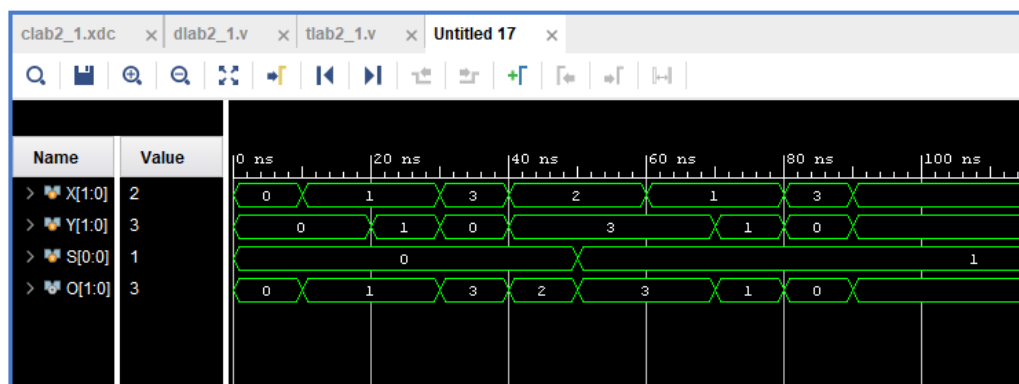 clab2_1.xdc × dlab2_1.v × tlab2_1.v × Untitled 17 ×
Name Value 0 ns 20 ns 40 ns 60 ns 80 ns 100 ns
X[1:0] 2 0 1 3 2 1 3
Y[1:0] 3 0 1 0 3 1 0
S[0:0] 1 0 1
O[1:0] 3 0 1 3 2 3 1 0